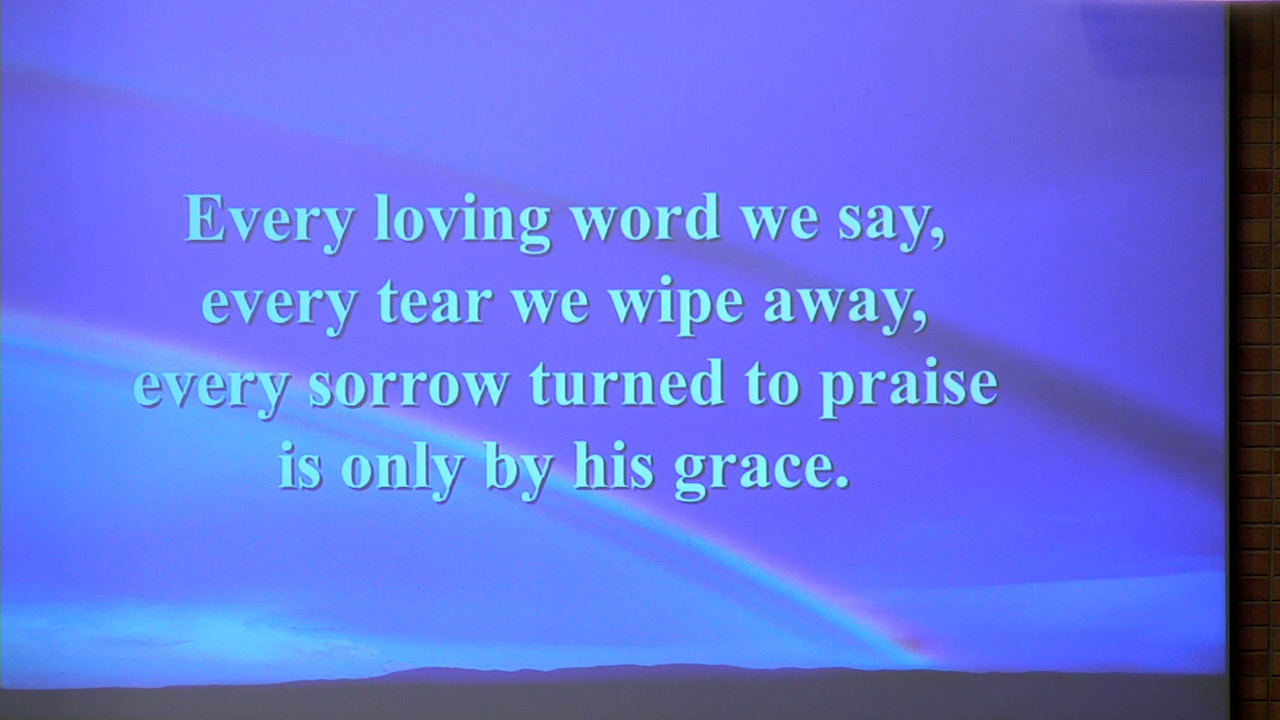 Every loving word we say,
every tear we wipe away,
every sorrow turned to praise
is only by his grace.